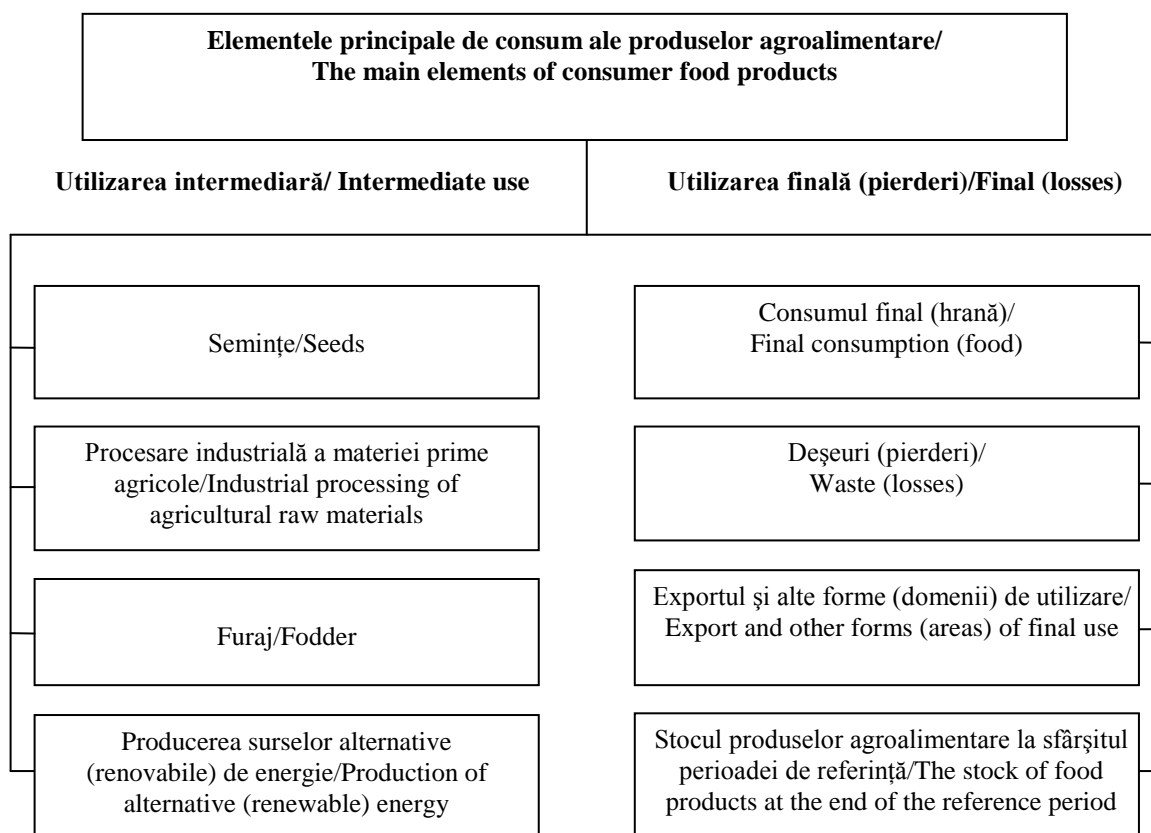 Elementele principale de consum ale produselor agroalimentare/
The main elements of consumer food products
Utilizarea intermediară/ Intermediate use
Utilizarea finală (pierderi)/Final (losses)
Semințe/Seeds
Procesare industrială a materiei prime
agricole/Industrial processing of
agricultural raw materials
Furaj/Fodder
Producerea surselor alternative
(renovabile) de energie/Production of
alternative (renewable) energy
Consumul final (hrană)/
Final consumption (food)
Deşeuri (pierderi)/
Waste (losses)
Exportul şi alte forme (domenii) de utilizare/
Export and other forms (areas) of final use
Stocul produselor agroalimentare la sfârşitul
perioadei de referință/The stock of food
products at the end of the reference period